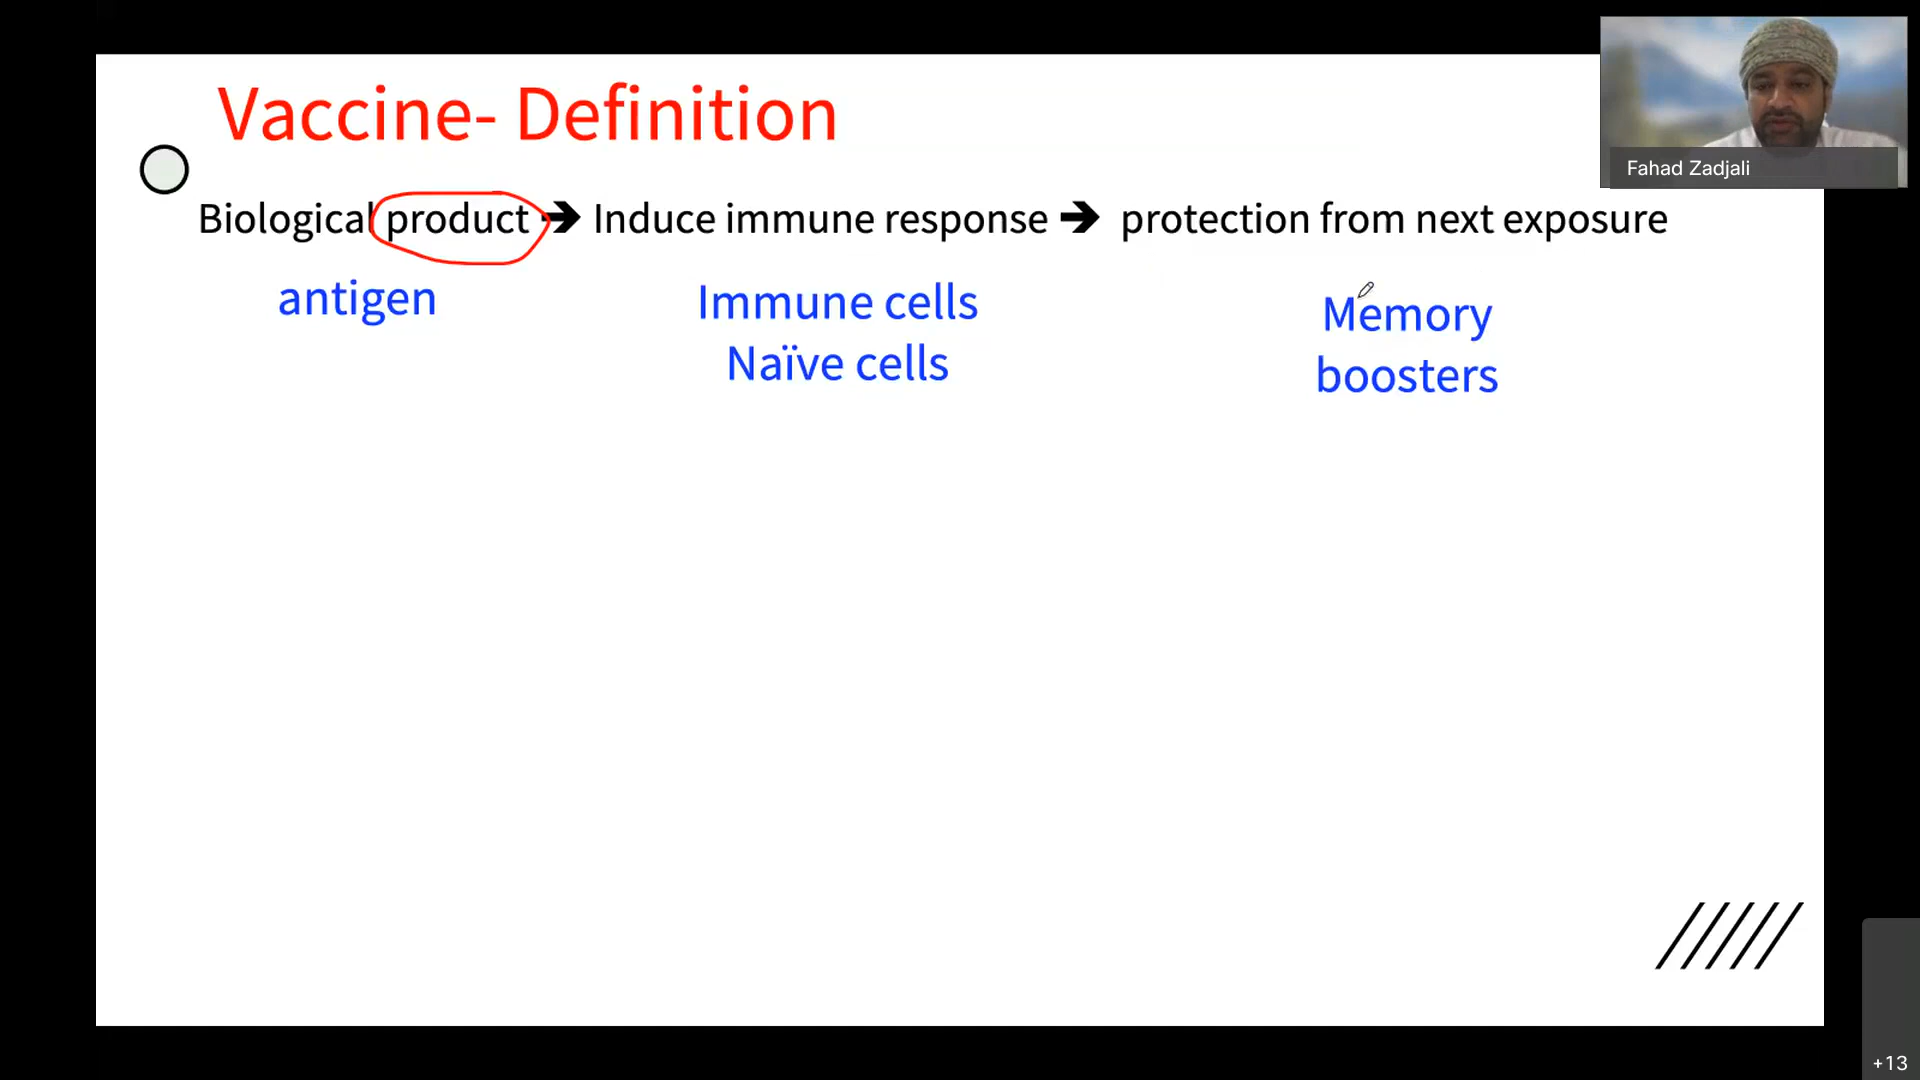 Vaccine- Definition
Fahad Zadjali
Biological product ➔ Induce immune response ➔ protection from next exposure
antigen
Immune cells
Naïve cells
Memory
boosters
+13